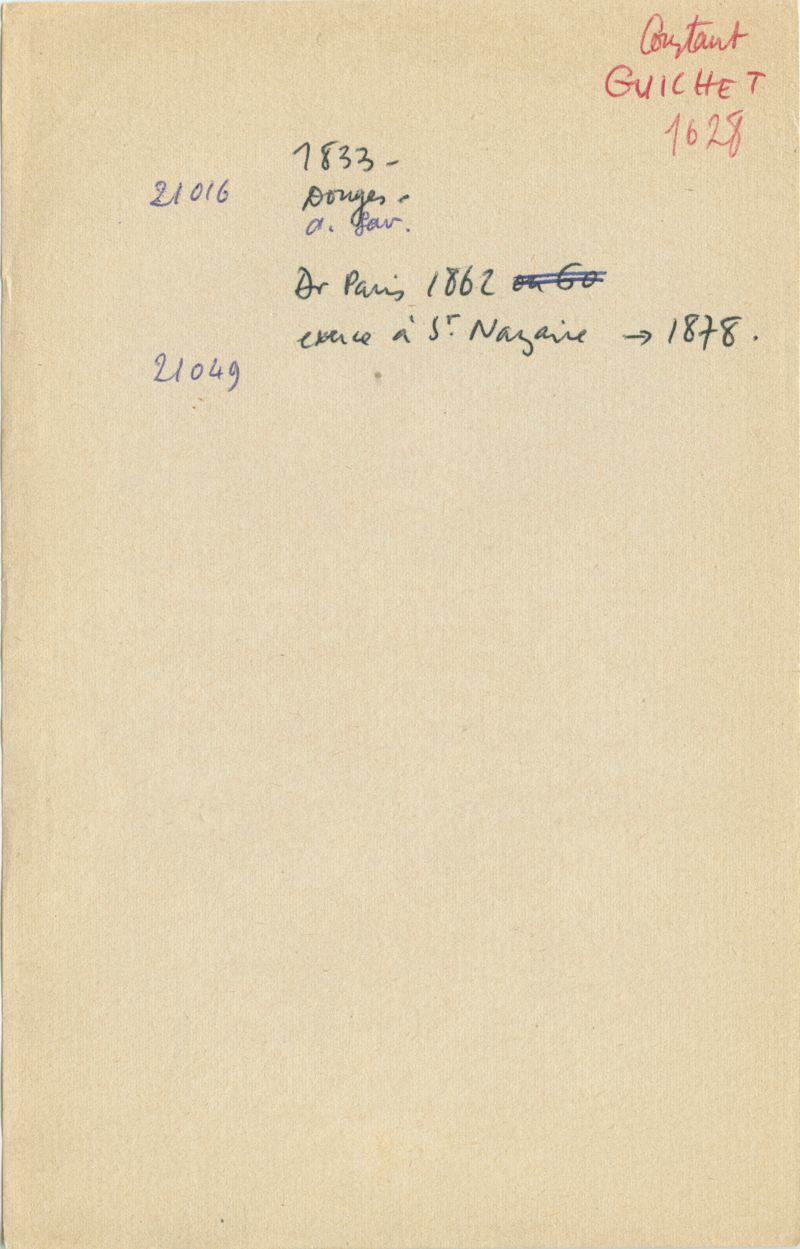 Constant
GUICHET
1628
1833 -
21016 Donges -
a. Sav.
Dr Paris 1862 ou 60
exerce à St. Nazaire → 1878.
21049